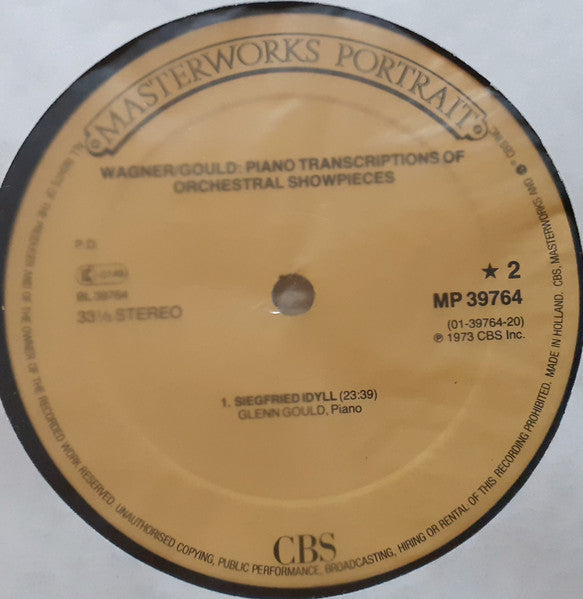 MASTERWORKS PORTRAIT
WAGNER/GOULD: PIANO TRANSCRIPTIONS OF
ORCHESTRAL SHOWPIECES
P.D.
BL 39764
33⅓ STEREO
★ 2
MP 39764
(01-39764-20)
℗ 1973 CBS Inc.
1. SIEGFRIED IDYLL (23:39)
GLENN GOULD, Piano
CBS
ALL RIGHTS OF THE PRODUCER AND OF THE OWNER OF THE RECORDED WORK RESERVED. UNAUTHORISED COPYING, PUBLIC PERFORMANCE, BROADCASTING, HIRING OR RENTAL OF THIS RECORDING PROHIBITED. MADE IN HOLLAND. CBS, MASTERWORKS AND
CBS INC